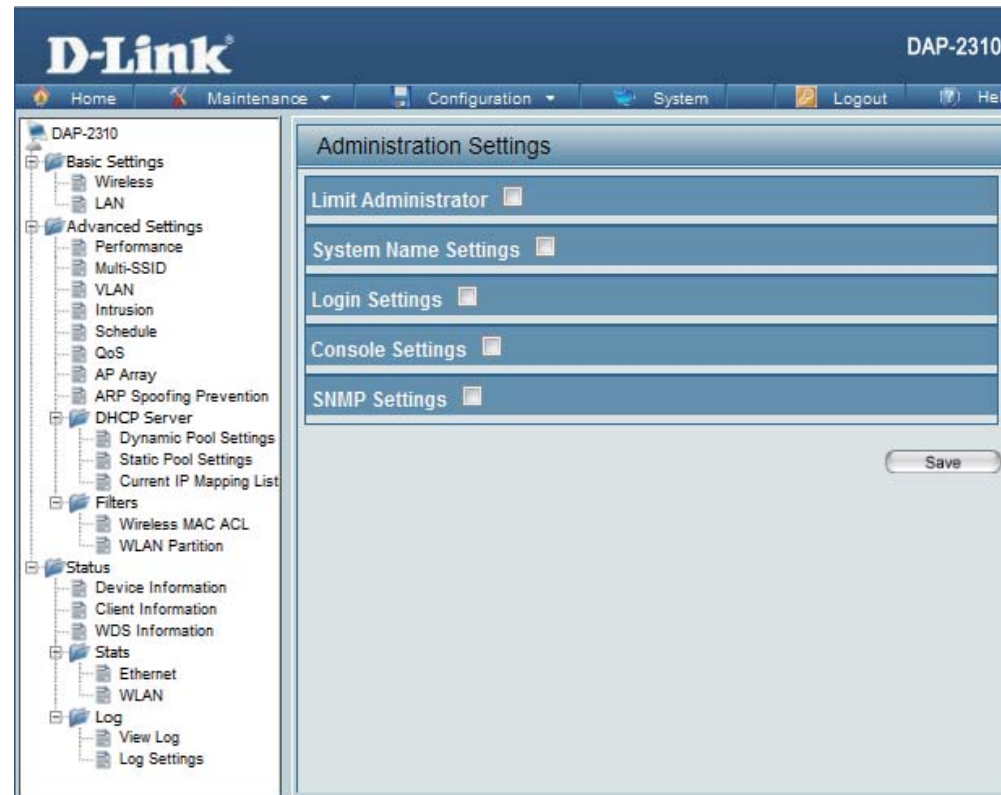 D-Link
DAP-2310
Home
Maintenance
Configuration
System
Logout
Hel
DAP-2310
Basic Settings
Wireless
LAN
Advanced Settings
Performance
Multi-SSID
VLAN
Intrusion
Schedule
QoS
AP Array
ARP Spoofing Prevention
DHCP Server
Dynamic Pool Settings
Static Pool Settings
Current IP Mapping List
Filters
Wireless MAC ACL
WLAN Partition
Status
Device Information
Client Information
WDS Information
Stats
Ethernet
WLAN
Log
View Log
Log Settings
Administration Settings
Limit Administrator
System Name Settings
Login Settings
Console Settings
SNMP Settings
Save